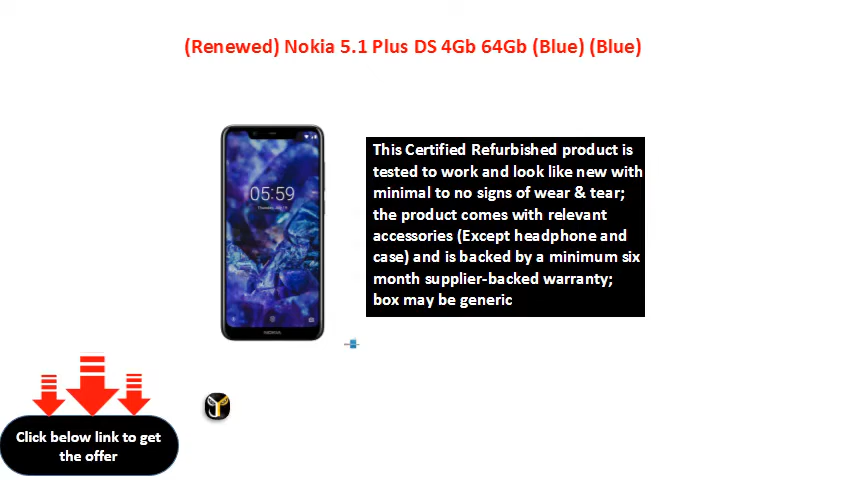 (Renewed) Nokia 5.1 Plus DS 4Gb 64Gb (Blue) (Blue)
05:59
This Certified Refurbished product is
tested to work and look like new with
minimal to no signs of wear & tear;
the product comes with relevant
accessories (Except headphone and
case) and is backed by a minimum six
month supplier-backed warranty;
box may be generic
NOKIA
Click below link to get
the offer